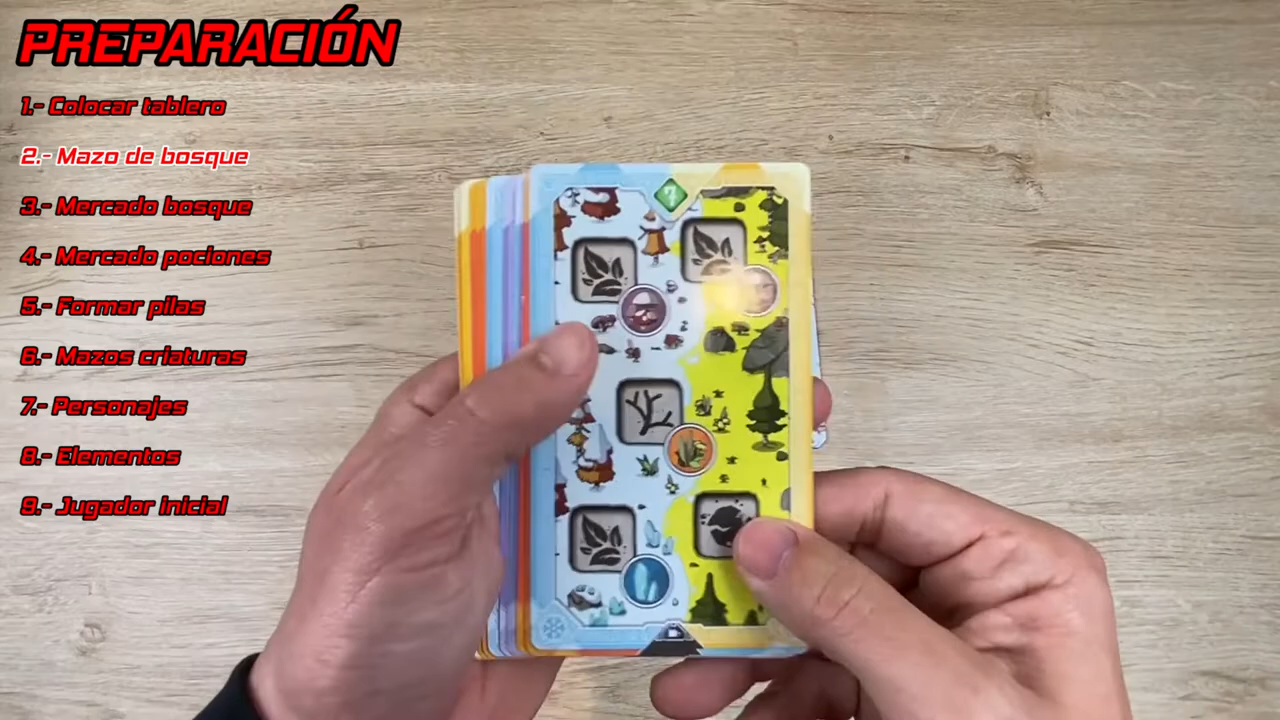 PREPARACIÓN
1.- Colocar tablero
2.- Mazo de bosque
3.- Mercado bosque
4.- Mercado pociones
5.- Formar pilas
6.- Mazos criaturas
7.- Personajes
8.- Elementos
9.- Jugador inicial